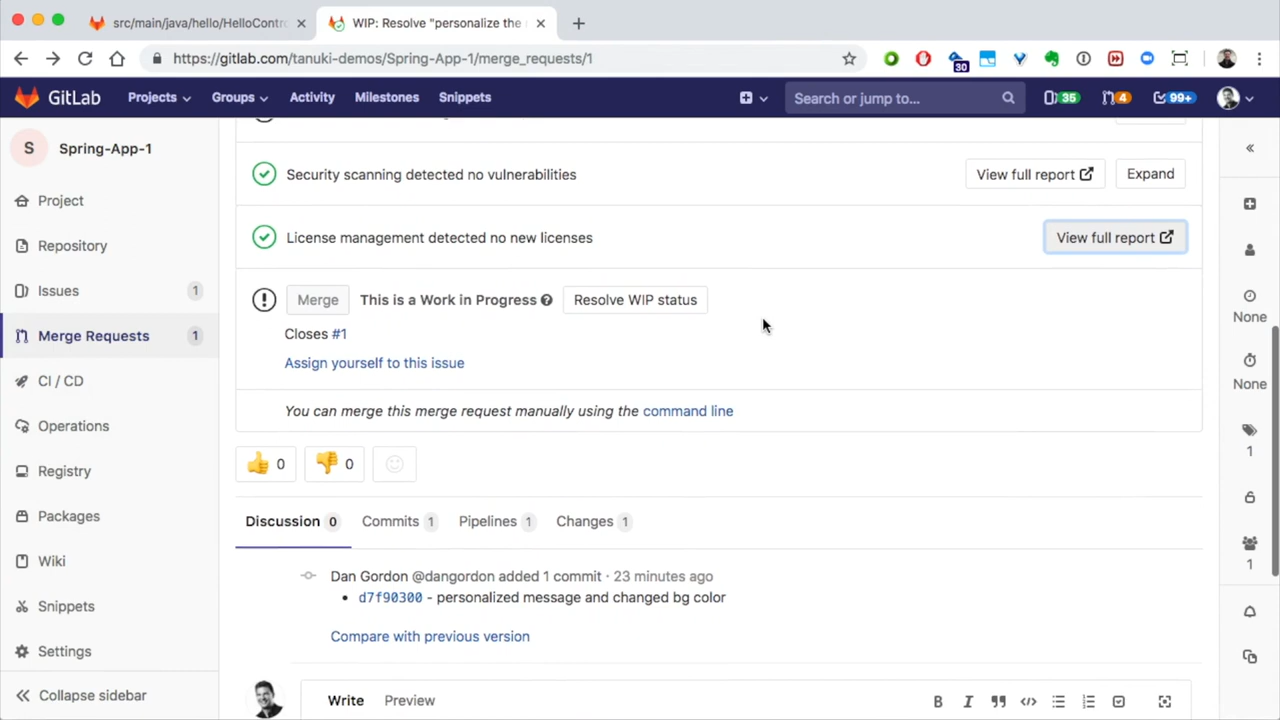 src/main/java/hello/HelloContro
WIP: Resolve "personalize the
https://gitlab.com/tanuki-demos/Spring-App-1/merge_requests/1
30
GitLab
Projects
Groups
Activity
Milestones
Snippets
Search or jump to...
35
4
99+
S
Spring-App-1
Project
Repository
Issues
1
Merge Requests
1
CI / CD
Operations
Registry
Packages
Wiki
Snippets
Settings
Collapse sidebar
Security scanning detected no vulnerabilities
View full report
Expand
License management detected no new licenses
View full report
Merge
This is a Work in Progress
Resolve WIP status
Closes #1
Assign yourself to this issue
You can merge this merge request manually using the command line
0
0
Discussion 0
Commits 1
Pipelines 1
Changes 1
Dan Gordon @dangordon added 1 commit · 23 minutes ago
d7f90300 - personalized message and changed bg color
Compare with previous version
Write
Preview
B
I
None
None
1
1